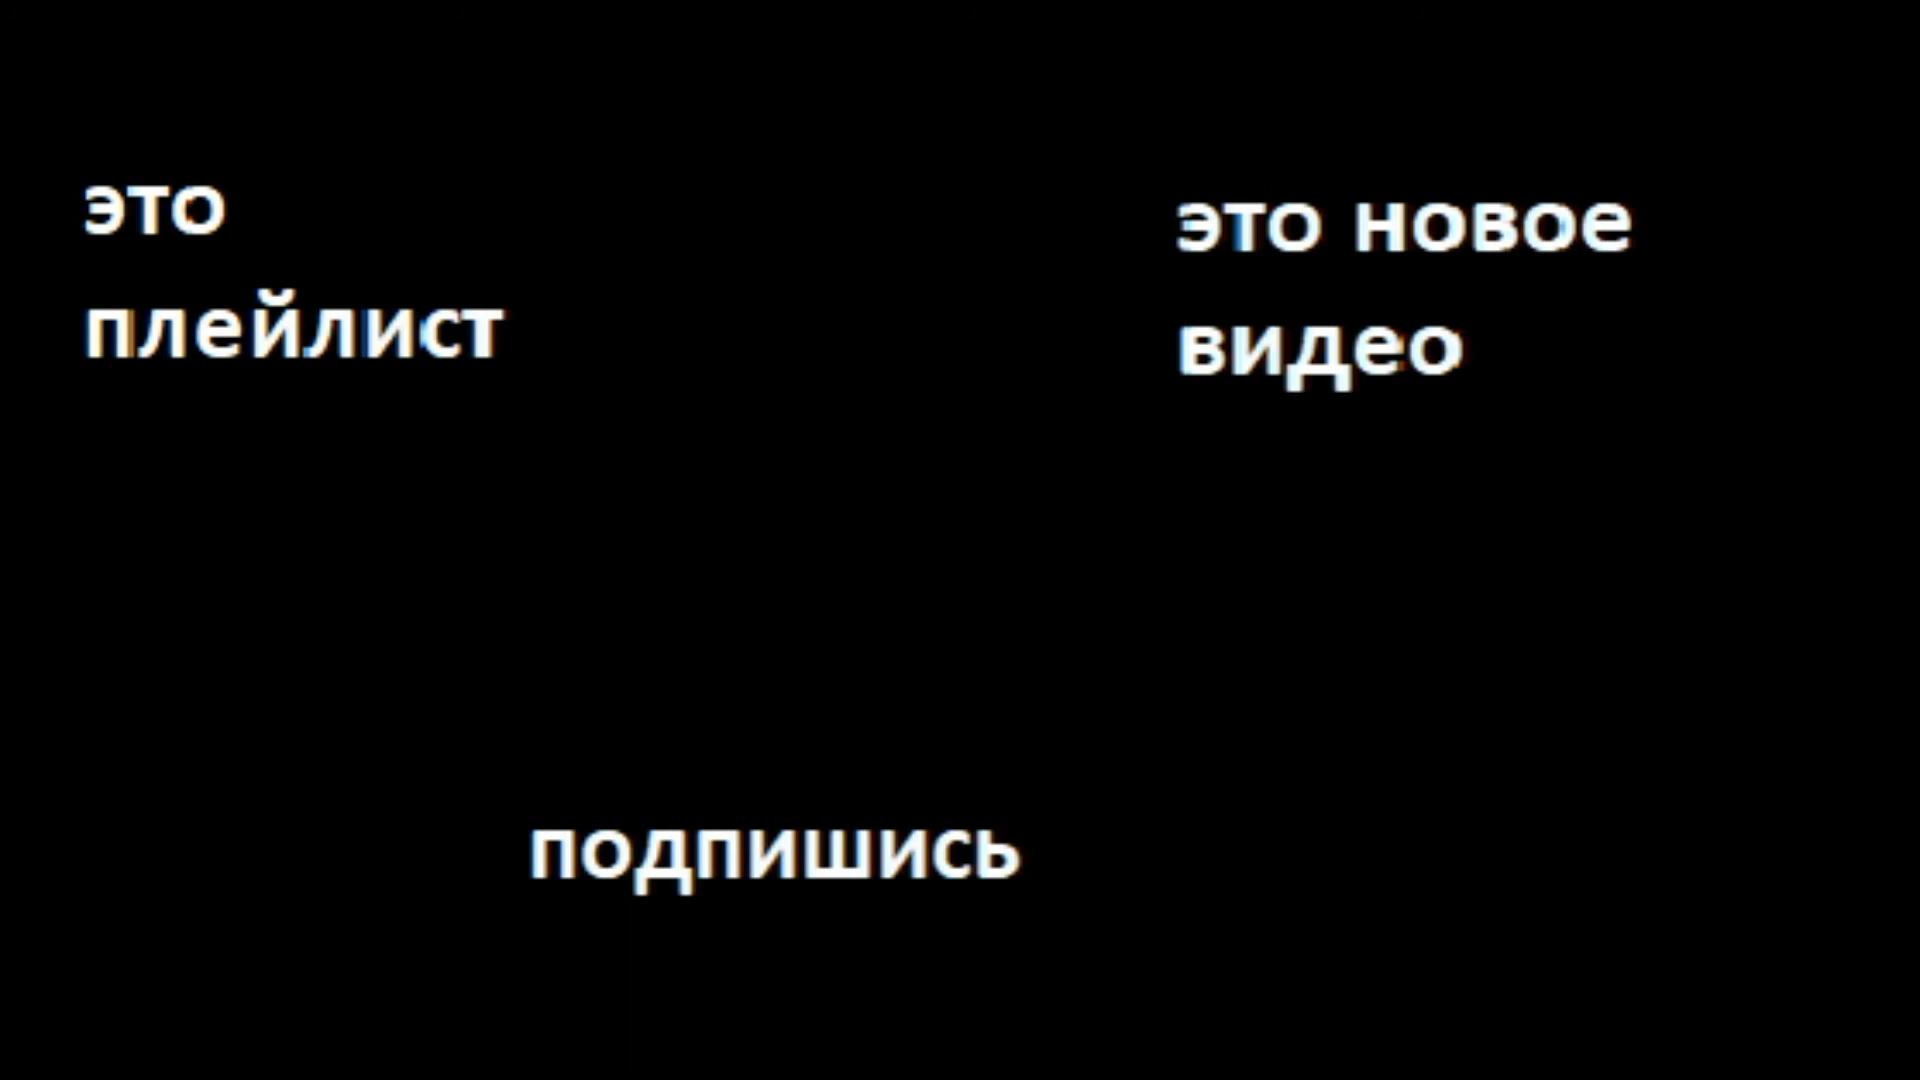 это
плейлист
это новое
видео
подпишись